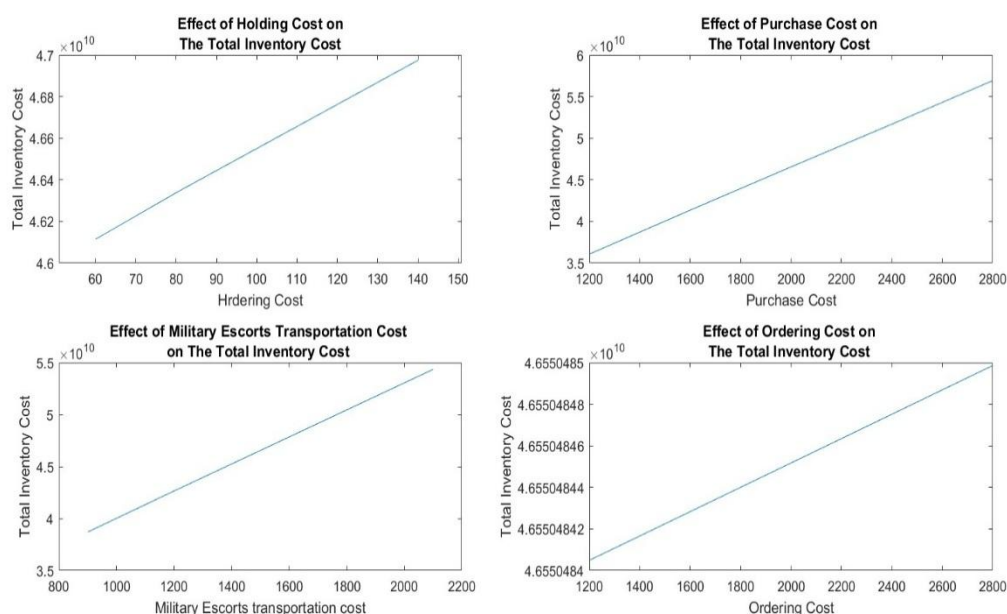 Effect of Holding Cost on
The Total Inventory Cost
×10^10
4.7
4.68
4.66
4.64
4.62
4.6
Total Inventory Cost
60 70 80 90 100 110 120 130 140 150
Hrdering Cost
Effect of Purchase Cost on
The Total Inventory Cost
×10^10
6
5.5
5
4.5
4
3.5
Total Inventory Cost
1200 1400 1600 1800 2000 2200 2400 2600 2800
Purchase Cost
Effect of Military Escorts Transportation Cost
on The Total Inventory Cost
×10^10
5.5
5
4.5
4
3.5
Total Inventory Cost
800 1000 1200 1400 1600 1800 2000 2200
Military Escorts transportation cost
Effect of Ordering Cost on
The Total Inventory Cost
×10^10
4.6550485
4.65504848
4.65504846
4.65504844
4.65504842
4.6550484
Total Inventory Cost
1200 1400 1600 1800 2000 2200 2400 2600 2800
Ordering Cost